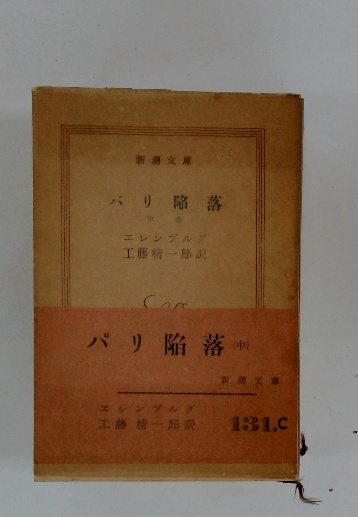 新潮文庫
パリ陥落
中巻
エレンブルグ
工藤精一郎訳
パリ陥落(中)
新潮文庫
エレンブルグ
工藤精一郎訳
131.C